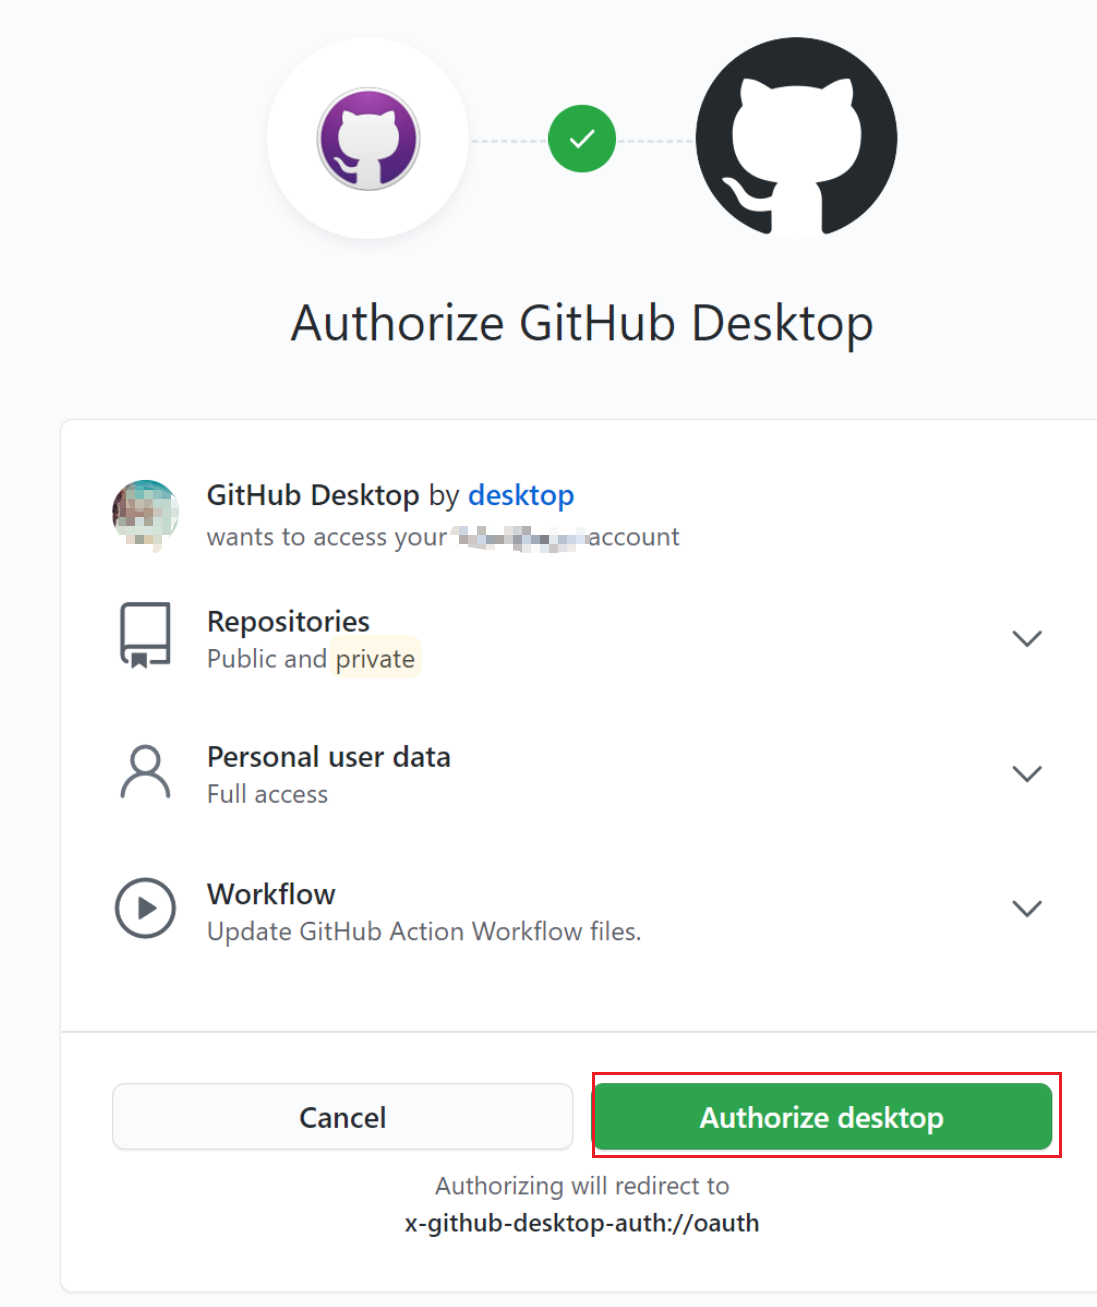 Authorize GitHub Desktop
GitHub Desktop by desktop
wants to access your account
Repositories
Public and private
Personal user data
Full access
Workflow
Update GitHub Action Workflow files.
Cancel
Authorize desktop
Authorizing will redirect to
x-github-desktop-auth://oauth